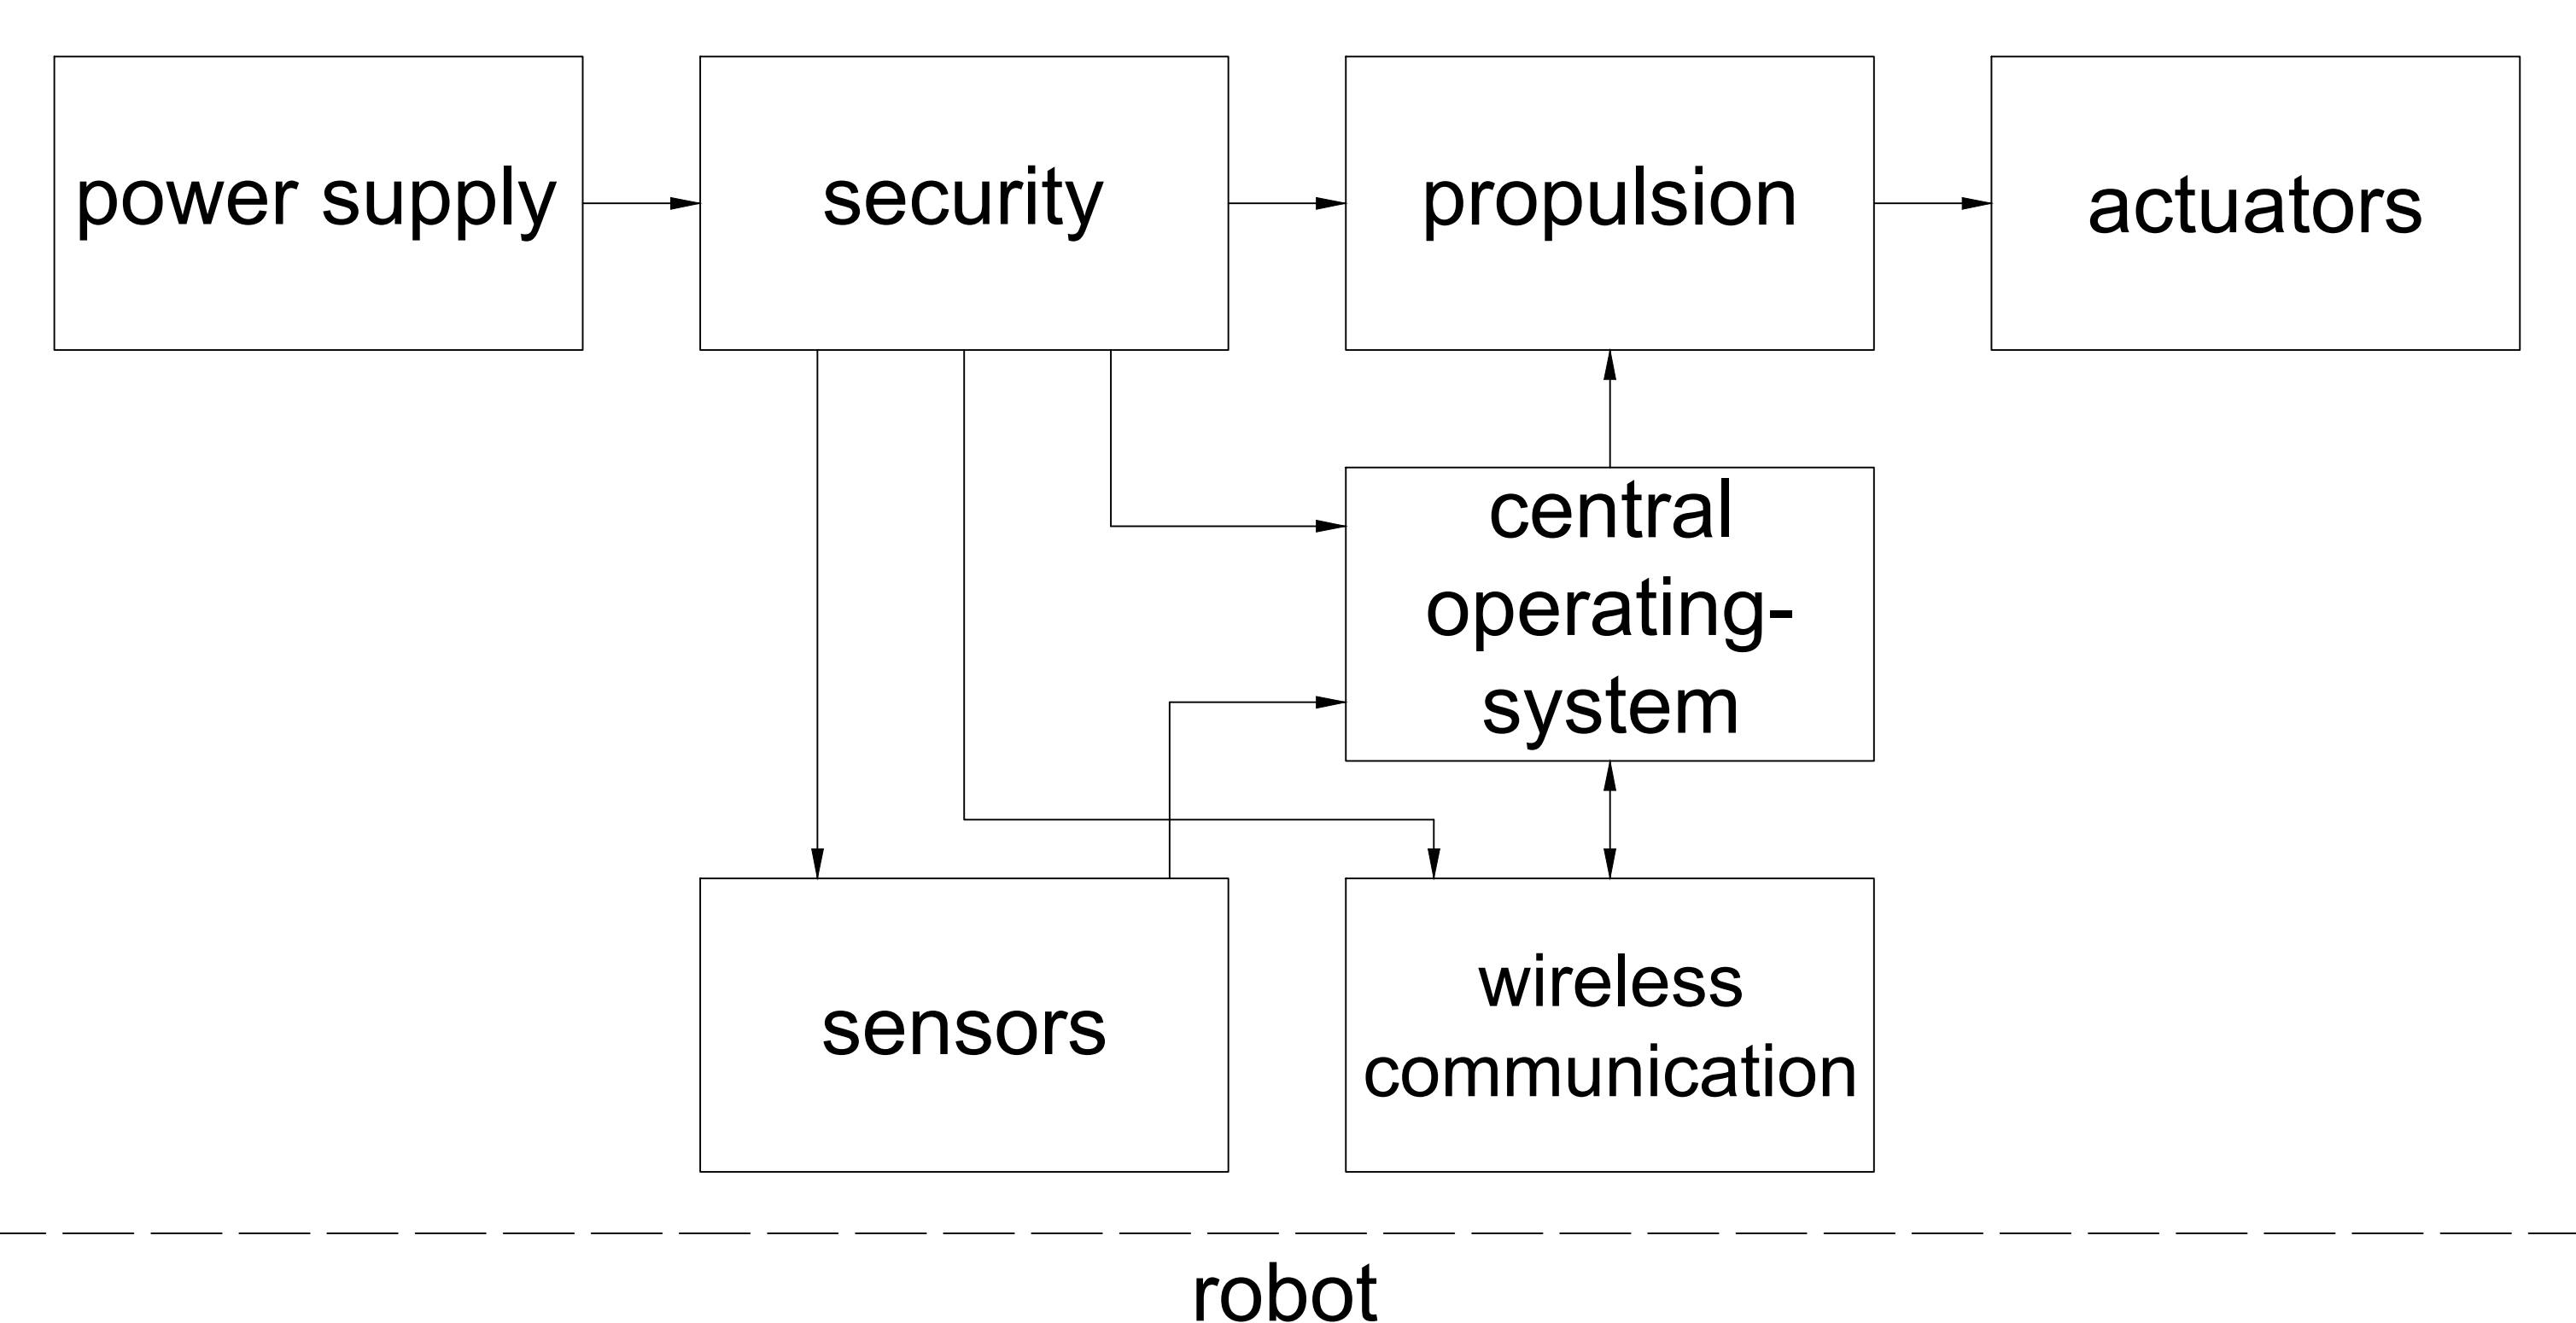 power supply
security
propulsion
actuators
central
operating-
system
sensors
wireless
communication
robot